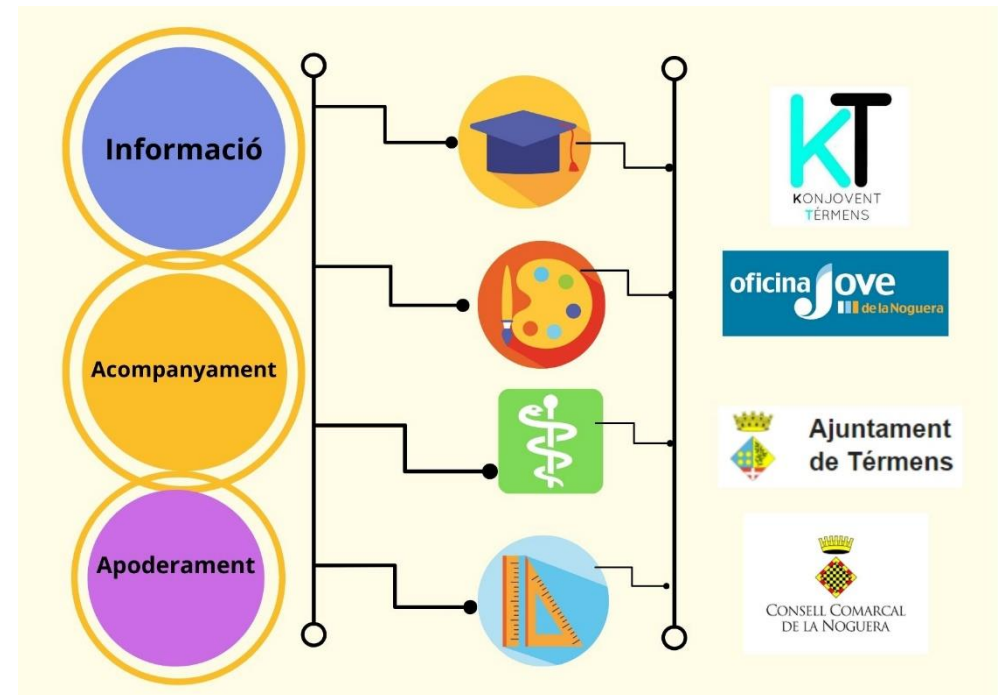 Informació
Acompanyament
Apoderament
KT
KONJOVENT
TÉRMENS
oficina Jove
de la Noguera
Ajuntament
de Térmens
CONSELL COMARCAL
DE LA NOGUERA